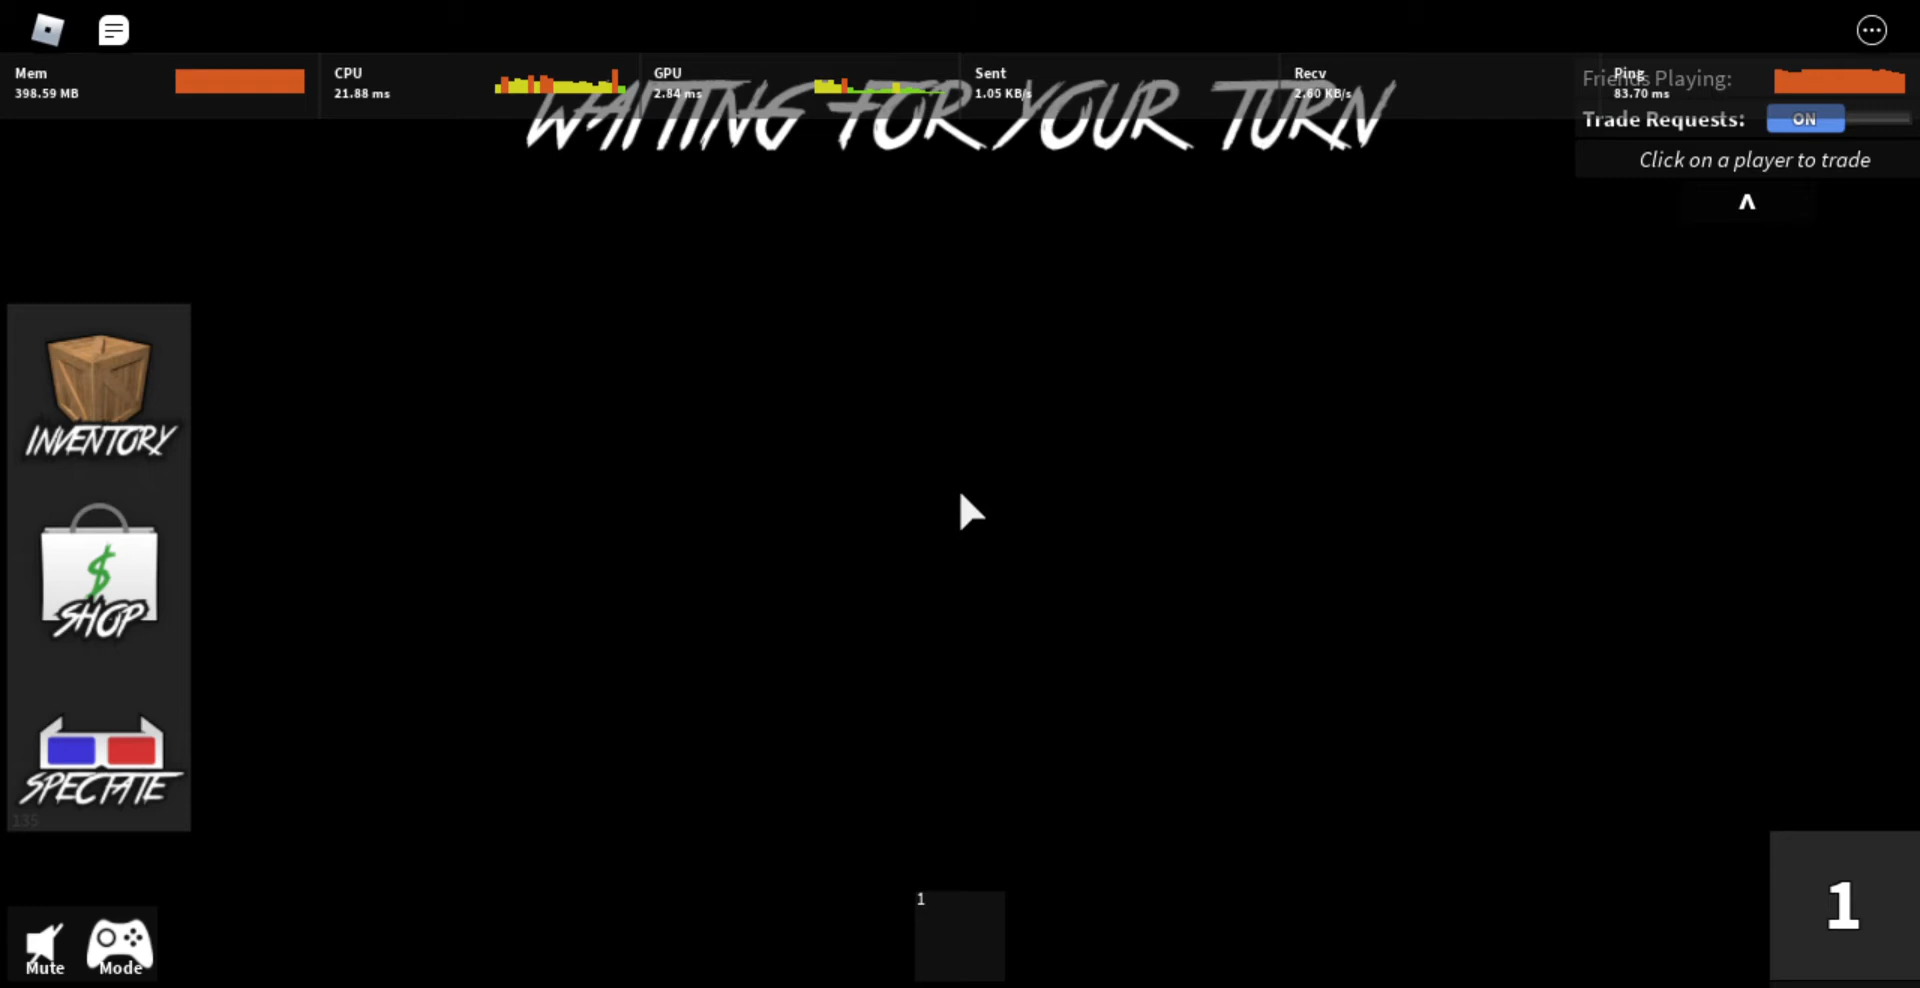 Mem
398.59 MB
CPU
21.88 ms
GPU
2.84 ms
Sent
1.05 KB/s
Recv
2.60 KB/s
Ping
83.70 ms
Friends Playing:
WAITING FOR YOUR TURN
Trade Requests: ON
Click on a player to trade
^
INVENTORY
$
SHOP
SPECTATE
135
1
1
Mute
Mode